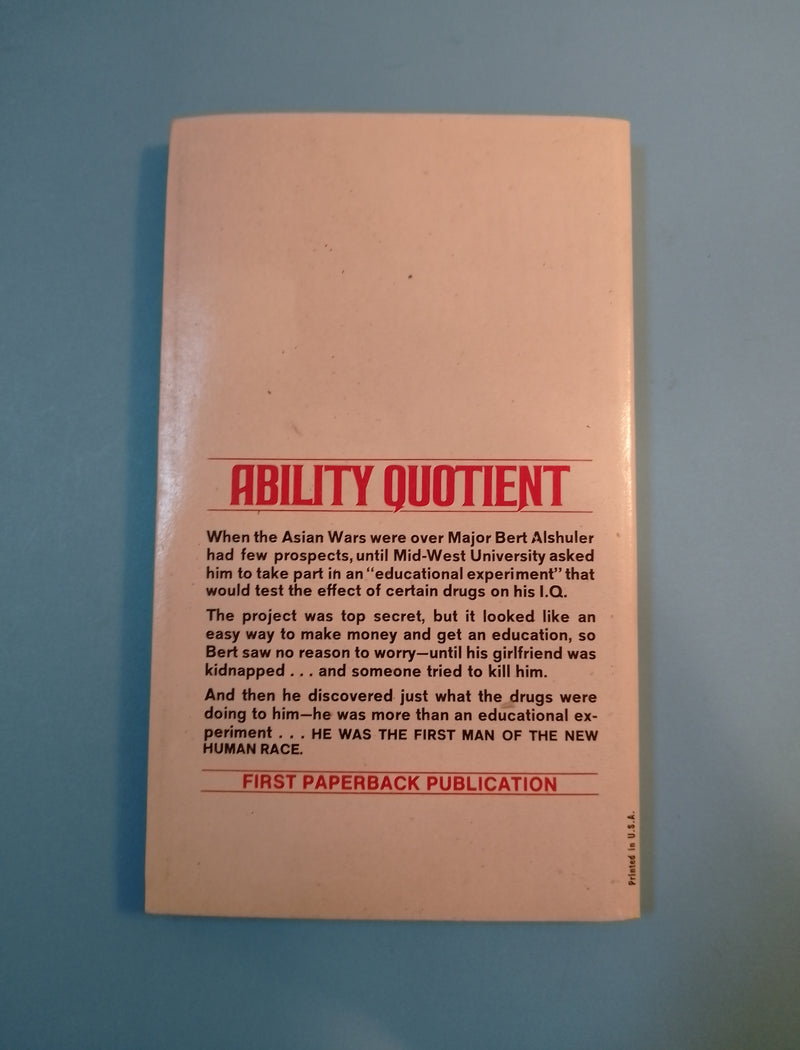 ABILITY QUOTIENT
When the Asian Wars were over Major Bert Alshuler
had few prospects, until Mid-West University asked
him to take part in an “educational experiment” that
would test the effect of certain drugs on his I.Q.
The project was top secret, but it looked like an
easy way to make money and get an education, so
Bert saw no reason to worry—until his girlfriend was
kidnapped . . . and someone tried to kill him.
And then he discovered just what the drugs were
doing to him—he was more than an educational ex-
periment . . . HE WAS THE FIRST MAN OF THE NEW
HUMAN RACE.
FIRST PAPERBACK PUBLICATION
Printed in U.S.A.